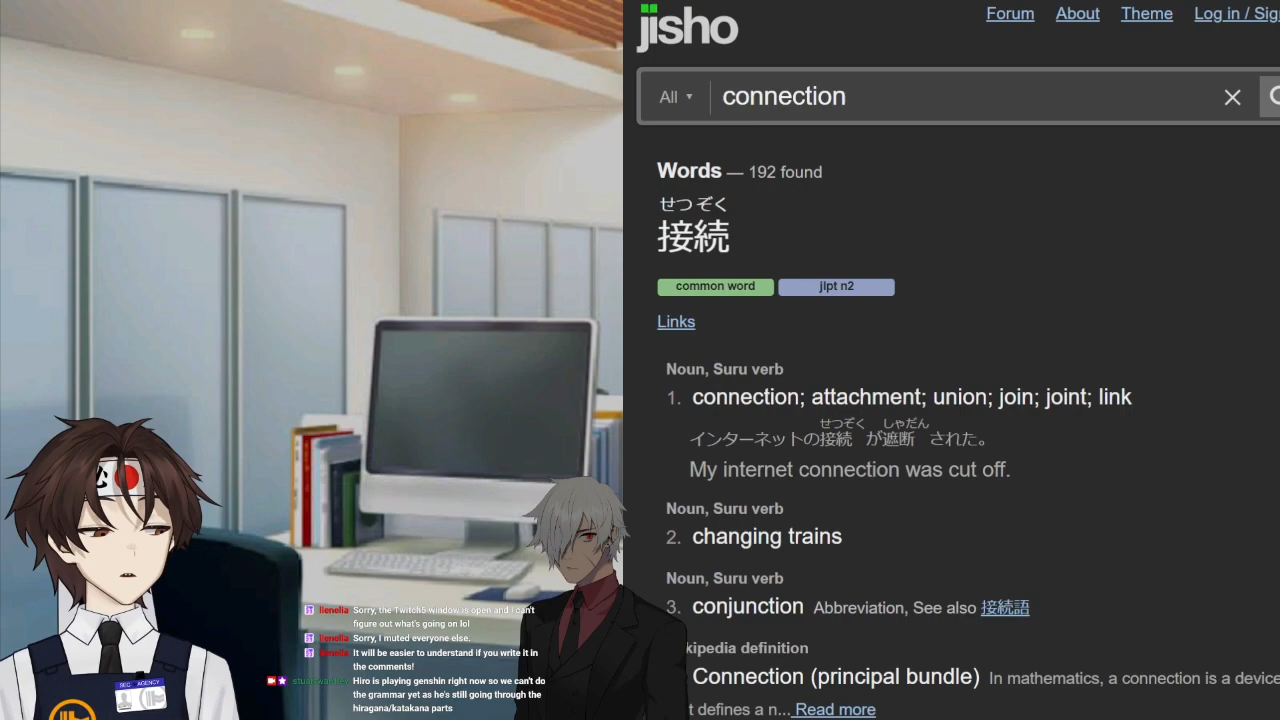 jisho
Forum About Theme Log in / Sig
All connection
Words — 192 found
せつ ぞく
接続
common word jlpt n2
Links
Noun, Suru verb
1. connection; attachment; union; join; joint; link
せつぞく しゃだん
インターネットの接続 が遮断 された。
My internet connection was cut off.
Noun, Suru verb
2. changing trains
Noun, Suru verb
3. conjunction Abbreviation, See also 接続語
kipedia definition
Connection (principal bundle) In mathematics, a connection is a device
t defines a n... Read more
Sorry, the Twitch5 window is open and i can't
figure out what's going on lol
Sorry, I muted everyone else.
It will be easier to understand if you write it in
the comments!
Hiro is playing genshin right now so we can't do
the grammar yet as he's still going through the
hiragana/katakana parts
AGENCY